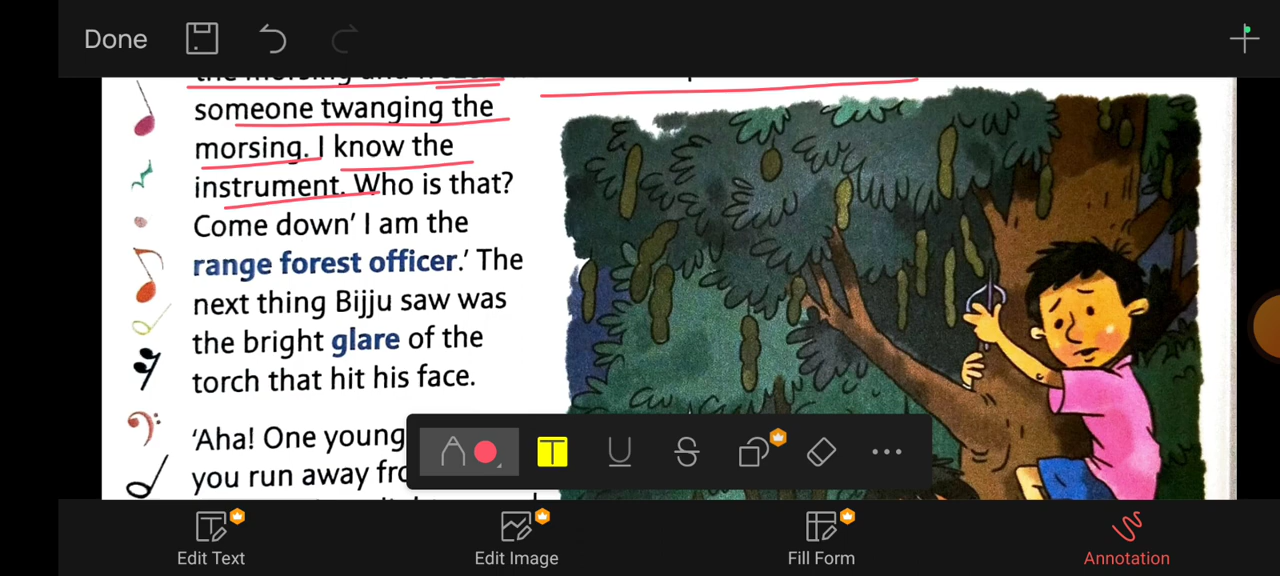 Done
someone twanging the
morsing. I know the
instrument. Who is that?
Come down’ I am the
range forest officer.’ The
next thing Bijju saw was
the bright glare of the
torch that hit his face.
‘Aha! One young
you run away
T
U
S
Edit Text
Edit Image
Fill Form
Annotation